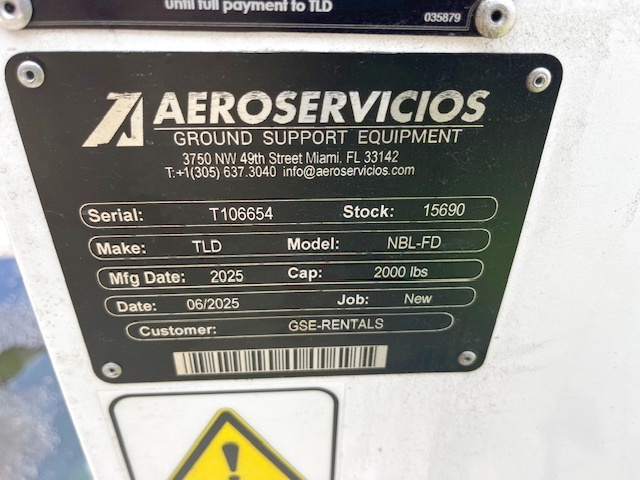 until full payment to TLD
035879
AEROSERVICIOS
GROUND SUPPORT EQUIPMENT
3750 NW 49th Street Miami, FL 33142
T:+1(305) 637.3040 info@aeroservicios.com
Serial: T106654 Stock: 15690
Make: TLD Model: NBL-FD
Mfg Date: 2025 Cap: 2000 lbs
Date: 06/2025 Job: New
Customer: GSE-RENTALS